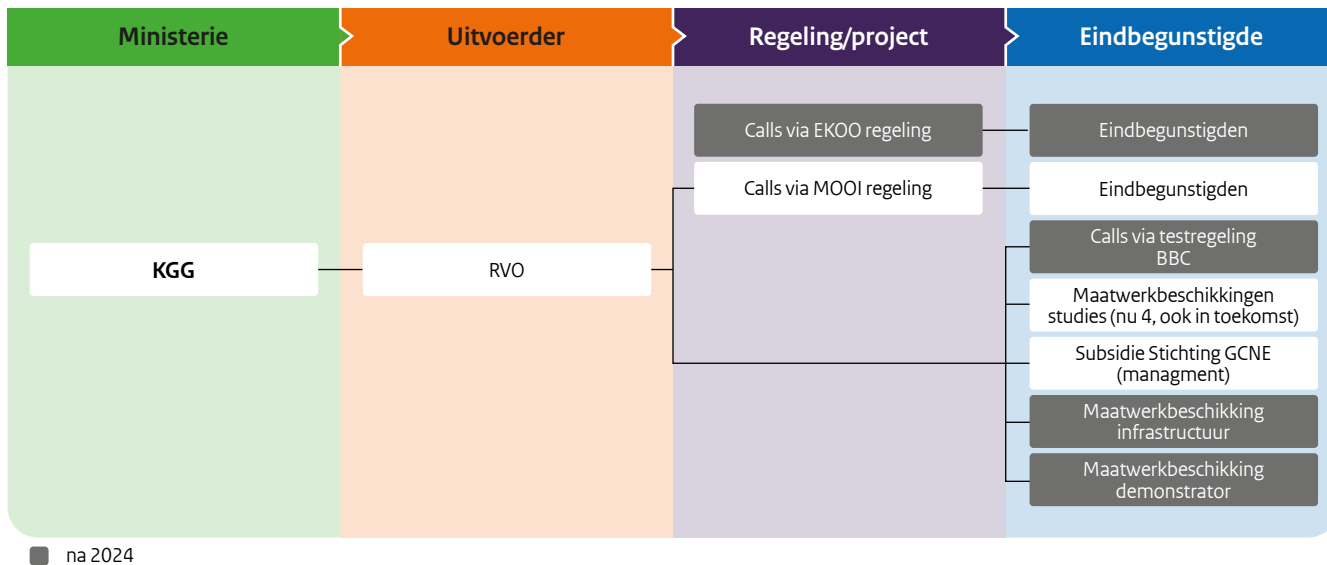 Ministerie
Uitvoerder
Regeling/project
Eindbegunstigde
Calls via EKOO regeling
Eindbegunstigden
Calls via MOOI regeling
Eindbegunstigden
KGG
RVO
Calls via testregeling
BBC
Maatwerkbeschikkingen
studies (nu 4, ook in toekomst)
Subsidie Stichting GCNE
(managment)
Maatwerkbeschikking
infrastructuur
Maatwerkbeschikking
demonstrator
na 2024